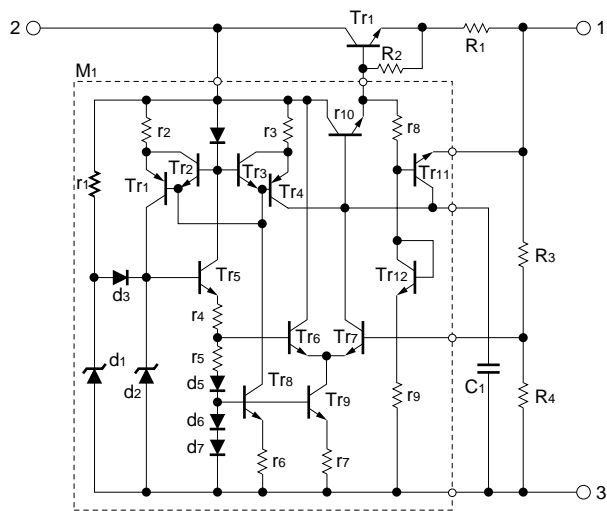 2
Tr1
R1
1
R2
M1
r2
r3
r10
r8
r1
Tr2
Tr3
Tr11
Tr1
Tr4
Tr5
Tr12
R3
d3
r4
Tr6
Tr7
d1
r5
d2
d5
Tr8
Tr9
C1
R4
r9
d6
d7
r6
r7
3